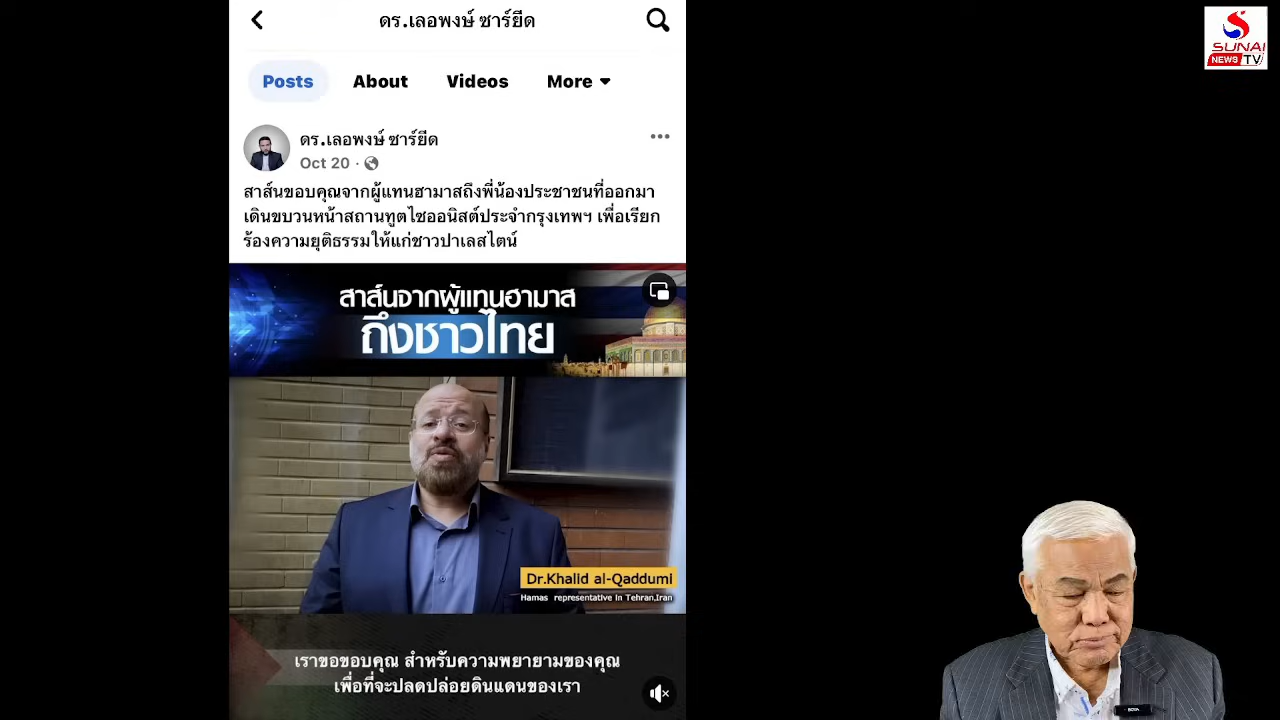 ดร.เลอพงษ์ ซาร์ยีด
SUNAI
NEWS TV
Posts About Videos More
ดร.เลอพงษ์ ซาร์ยีด
Oct 20 ·
สาส์นขอบคุณจากผู้แทนฮามาสถึงพี่น้องประชาชนที่ออกมา
เดินขบวนหน้าสถานทูตไซออนิสต์ประจำกรุงเทพฯ เพื่อเรียก
ร้องความยุติธรรมให้แก่ชาวปาเลสไตน์
สาส์นจากผู้แทนฮามาส
ถึงชาวไทย
Dr.Khalid al-Qaddumi
Hamas representative in Tehran,Iran
เราขอขอบคุณ สำหรับความพยายามของคุณ
เพื่อที่จะปลดปล่อยดินแดนของเรา
BOYA